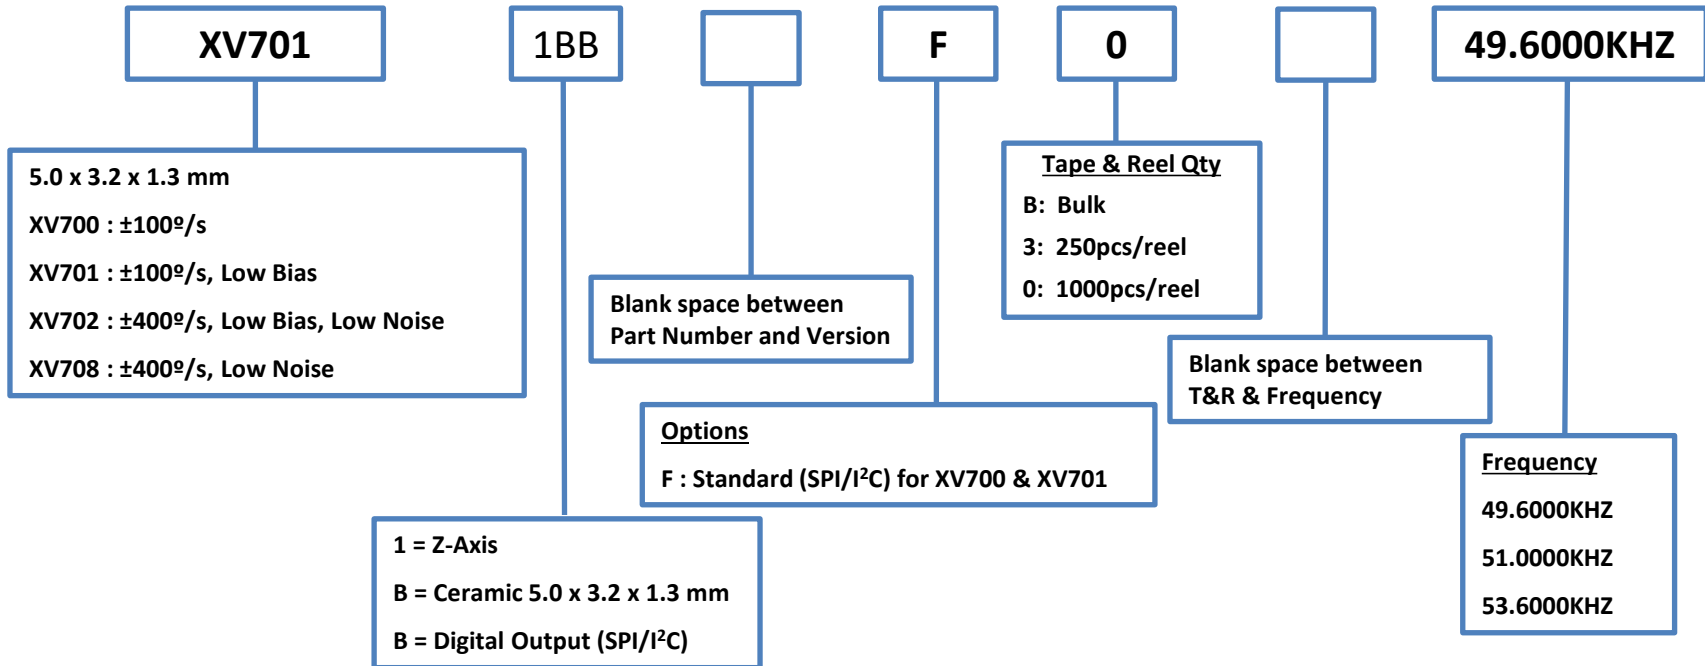 XV701 1BB F 0 49.6000KHZ
5.0 x 3.2 x 1.3 mm
XV700 : ±100º/s
XV701 : ±100º/s, Low Bias
XV702 : ±400º/s, Low Bias, Low Noise
XV708 : ±400º/s, Low Noise
1 = Z-Axis
B = Ceramic 5.0 x 3.2 x 1.3 mm
B = Digital Output (SPI/I²C)
Blank space between
Part Number and Version
Options
F : Standard (SPI/I²C) for XV700 & XV701
Tape & Reel Qty
B: Bulk
3: 250pcs/reel
0: 1000pcs/reel
Blank space between
T&R & Frequency
Frequency
49.6000KHZ
51.0000KHZ
53.6000KHZ